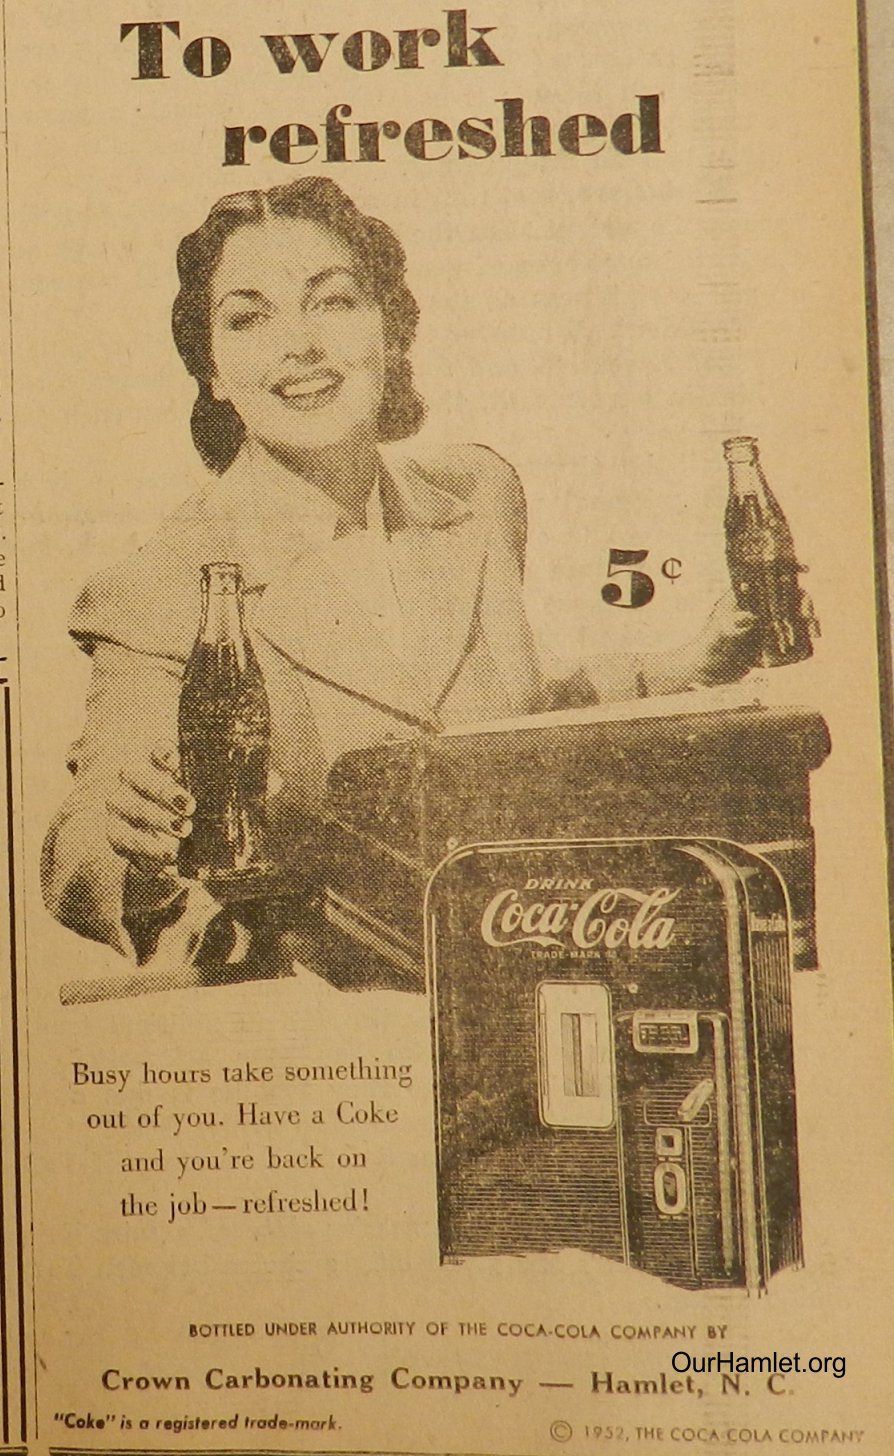 To work
refreshed
5¢
DRINK
Coca-Cola
TRADE-MARK
Busy hours take something
out of you. Have a Coke
and you're back on
the job — refreshed!
BOTTLED UNDER AUTHORITY OF THE COCA-COLA COMPANY BY
OurHamlet.org
Crown Carbonating Company — Hamlet, N. C.
"Coke" is a registered trade-mark.
© 1952, THE COCA-COLA COMPANY